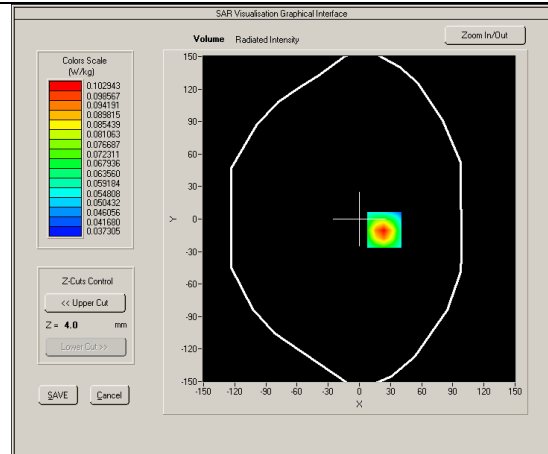 SAR Visualisation Graphical Interface
Volume Radiated Intensity
Zoom In/Out
Colors Scale
(W/kg)
0.102943
0.098567
0.094191
0.089815
0.085439
0.081063
0.076687
0.072311
0.067936
0.063560
0.059184
0.054808
0.050432
0.046056
0.041680
0.037305
Z-Cuts Control
<< Upper Cut
Z = 4.0 mm
Lower Cut >>
SAVE Cancel
150
120
90
60
30
0
-30
-60
-90
-120
-150
Y
-150 -120 -90 -60 -30 0 30 60 90 120 150
X